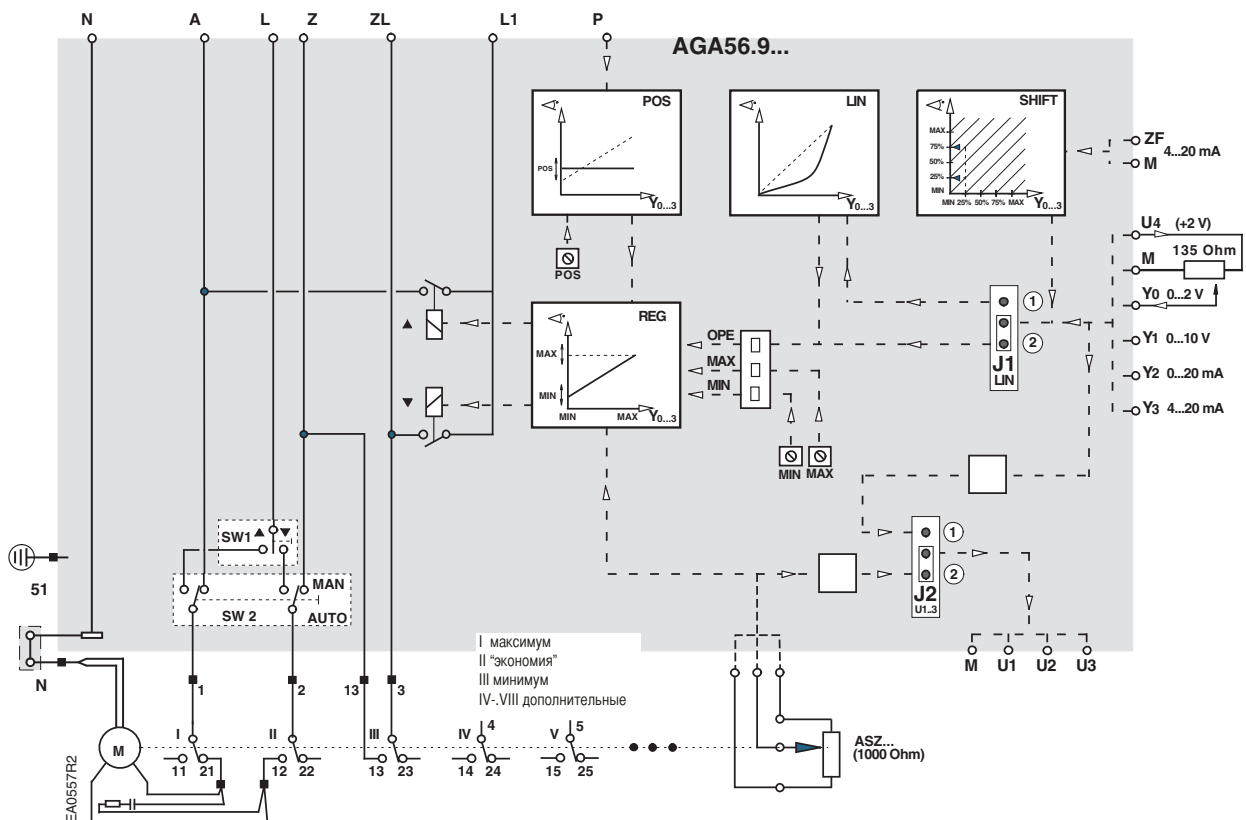 N A L Z ZL L1 P
AGA56.9...
POS
POS
Y0...3
POS
LIN
Y0...3
SHIFT
MAX
75%
50%
25%
MIN
MIN 25% 50% 75% MAX Y0...3
ZF
4...20 mA
M
U4 (+2 V)
135 Ohm
M
Y0 0...2 V
Y1 0...10 V
Y2 0...20 mA
Y3 4...20 mA
REG
MAX
MIN
MIN MAX Y0...3
OPE
MAX
MIN
MIN MAX
1
2
J1
LIN
1
2
J2
U1..3
M U1 U2 U3
SW1
MAN
SW 2 AUTO
51
N
I максимум
II “экономия”
III минимум
IV-.VIII дополнительные
1 2 13 3
4 5
I II III IV V
M
11 21 12 22 13 23 14 24 15 25
ASZ...
(1000 Ohm)
EA0557R2